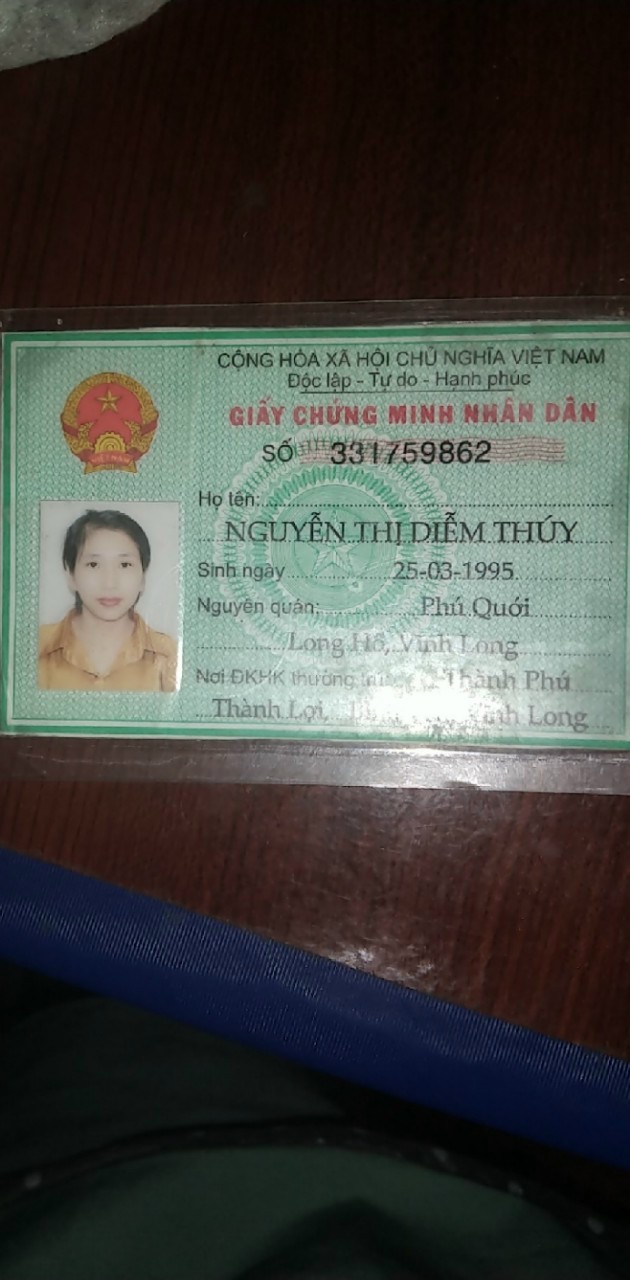 CỘNG HÒA XÃ HỘI CHỦ NGHĨA VIỆT NAM
Độc lập - Tự do - Hạnh phúc
GIẤY CHỨNG MINH NHÂN DÂN
SỐ 331759862
Họ tên:
NGUYỄN THỊ DIỄM THÚY
Sinh ngày 25-03-1995
Nguyên quán: Phú Quới
Long Hồ, Vĩnh Long
Nơi ĐKHK thường Thành Phú
Thành Lợi, Long
VIỆT NAM